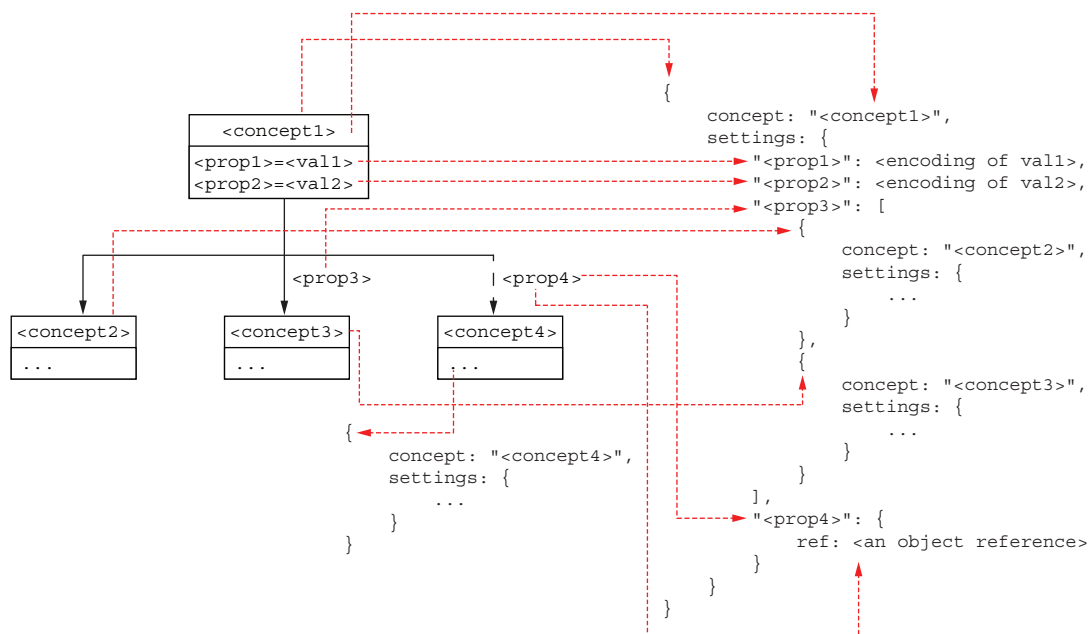 <concept1>
<prop1>=<val1>
<prop2>=<val2>
<prop3>
<prop4>
<concept2>
...
<concept3>
...
<concept4>
...
{
concept: "<concept4>",
settings: {
...
}
}
{
concept: "<concept1>",
settings: {
"<prop1>": <encoding of val1>,
"<prop2>": <encoding of val2>,
"<prop3>": [
{
concept: "<concept2>",
settings: {
...
}
},
{
concept: "<concept3>",
settings: {
...
}
}
],
"<prop4>": {
ref: <an object reference>
}
}
}